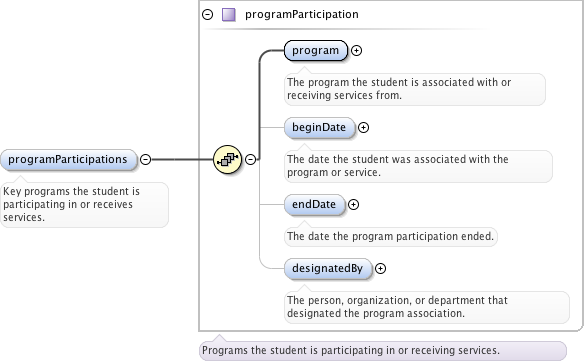 programParticipation
program
The program the student is associated with or
receiving services from.
beginDate
The date the student was associated with the
program or service.
programParticipations
Key programs the student is
participating in or receives
services.
endDate
The date the program participation ended.
designatedBy
The person, organization, or department that
designated the program association.
Programs the student is participating in or receiving services.